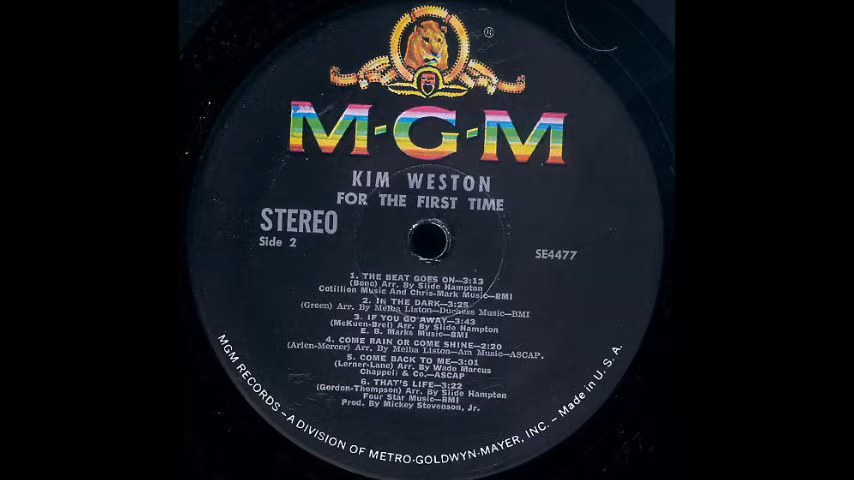 ®
M·G·M
KIM WESTON
FOR THE FIRST TIME
STEREO
Side 2
SE4477
1. THE BEAT GOES ON—3:13
(Bono) Arr. By Slide Hampton
Cotillion Music And Chris-Mark Music—BMI
2. IN THE DARK—3:25
(Green) Arr. By Melba Liston—Duchess Music—BMI
3. IF YOU GO AWAY—3:43
(McKuen-Brel) Arr. By Slide Hampton
E. B. Marks Music—BMI
4. COME RAIN OR COME SHINE—2:20
(Arlen-Mercer) Arr. By Melba Liston—Am Music—ASCAP.
5. COME BACK TO ME—3:01
(Lerner-Lane) Arr. By Wade Marcus
Chappell & Co.—ASCAP
6. THAT'S LIFE—3:22
(Gordon-Thompson) Arr. By Slide Hampton
Four Star Music—BMI
Prod. By Mickey Stevenson, Jr.
MGM RECORDS – A DIVISION OF METRO-GOLDWYN-MAYER, INC. – Made in U. S. A.